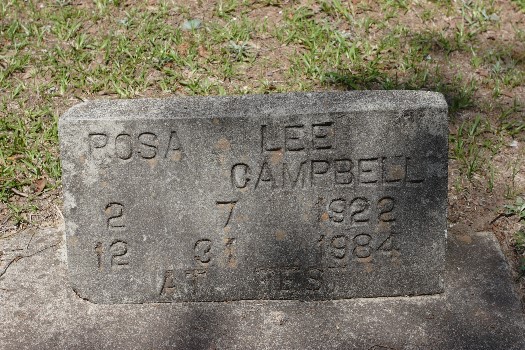 ROSA LEE
CAMPBELL
2 7 1922
12 31 1984
AT REST